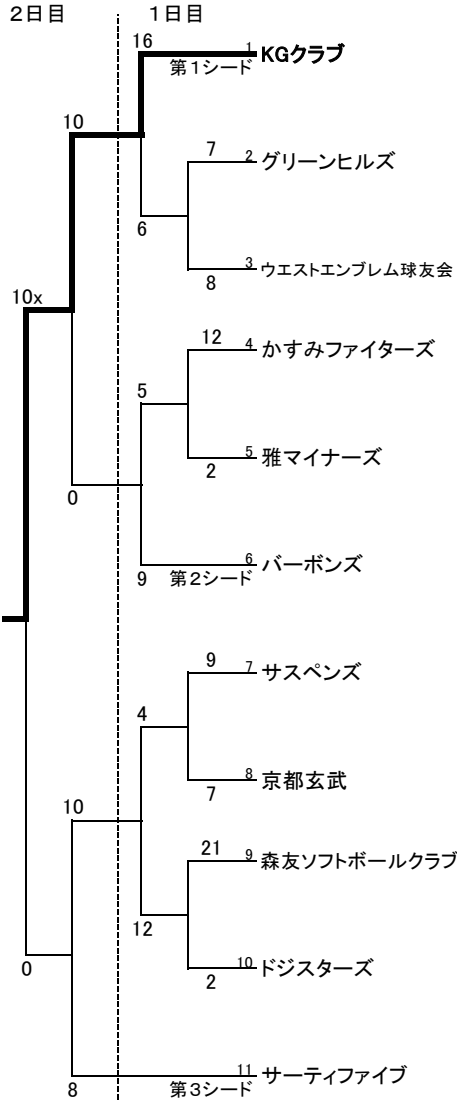 ２日目 １日目
16
1 KGクラブ
第１シード
10
7
2 グリーンヒルズ
6
3 ウエストエンブレム球友会
8
10x
12
4 かすみファイターズ
5
5 雅マイナーズ
2
0
6 バーボンズ
9 第２シード
9
7 サスペンズ
4
8 京都玄武
7
10
21
9 森友ソフトボールクラブ
12
10 ドジスターズ
2
0
11 サーティファイブ
8 第３シード